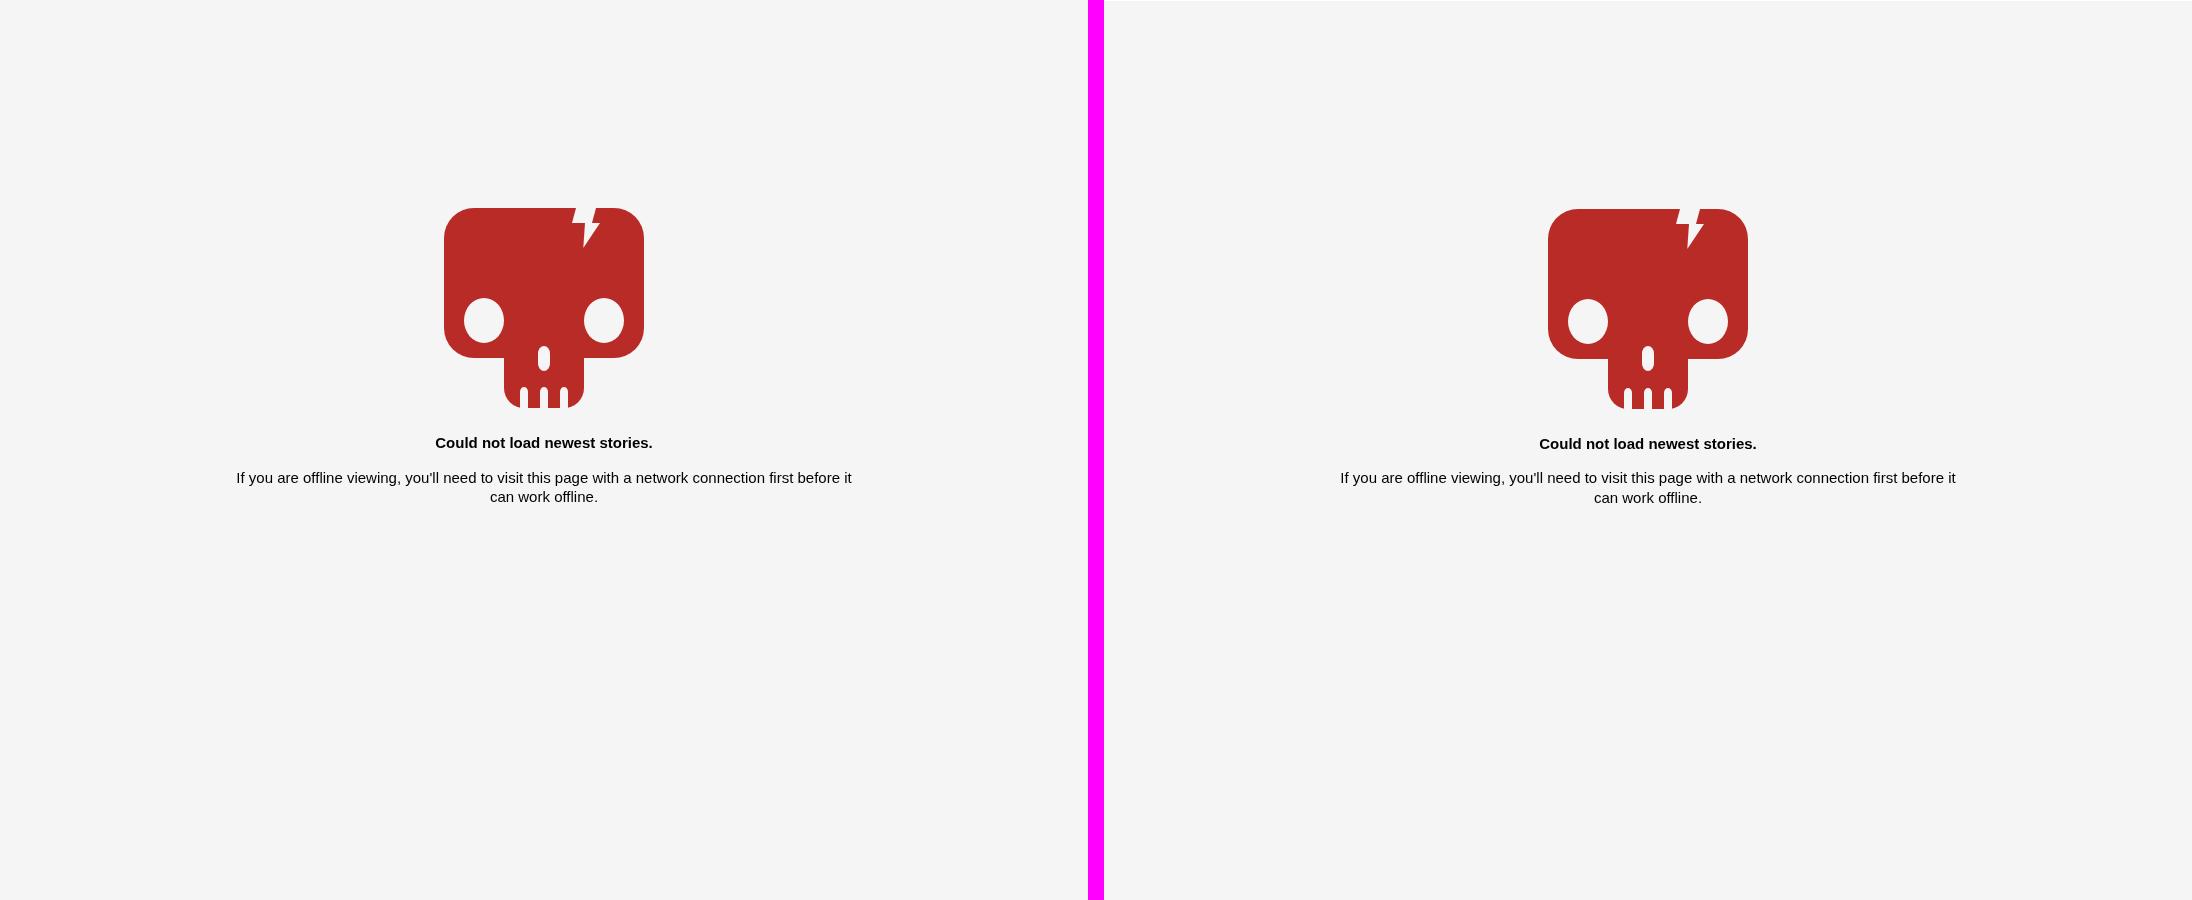 Could not load newest stories.
If you are offline viewing, you'll need to visit this page with a network connection first before it
can work offline.
Could not load newest stories.
If you are offline viewing, you'll need to visit this page with a network connection first before it
can work offline.